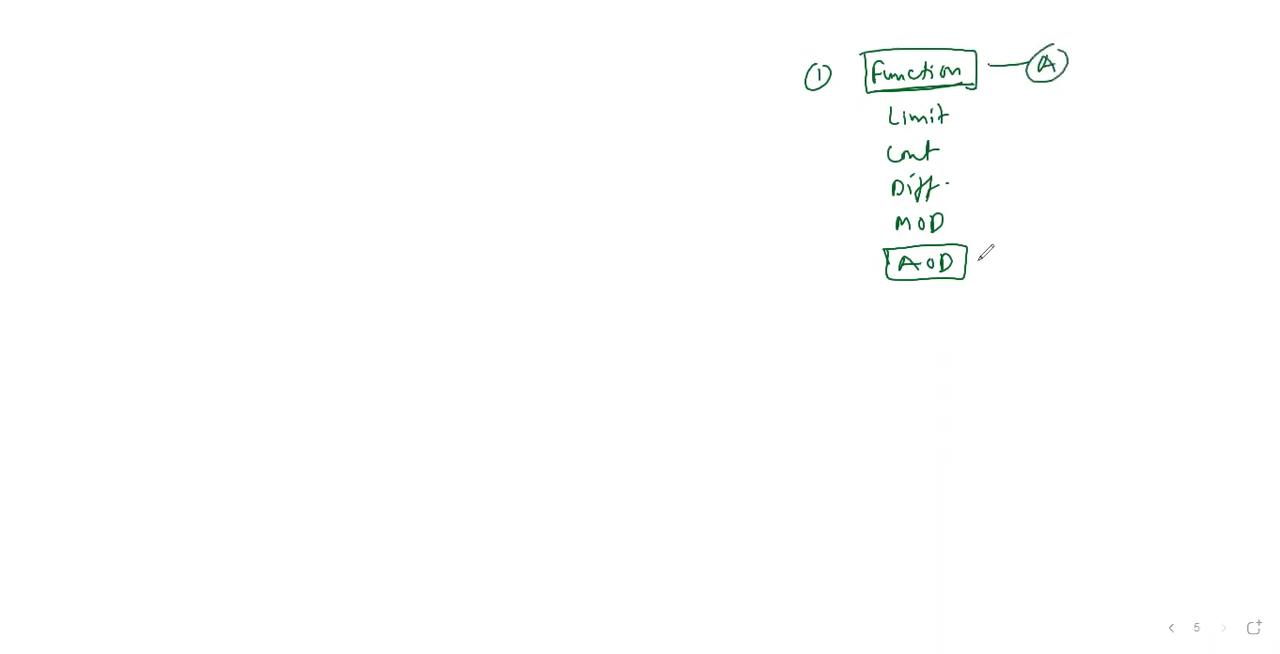 ① Function — Ⓐ
Limit
Cont
Diff.
MOD
AOD
5